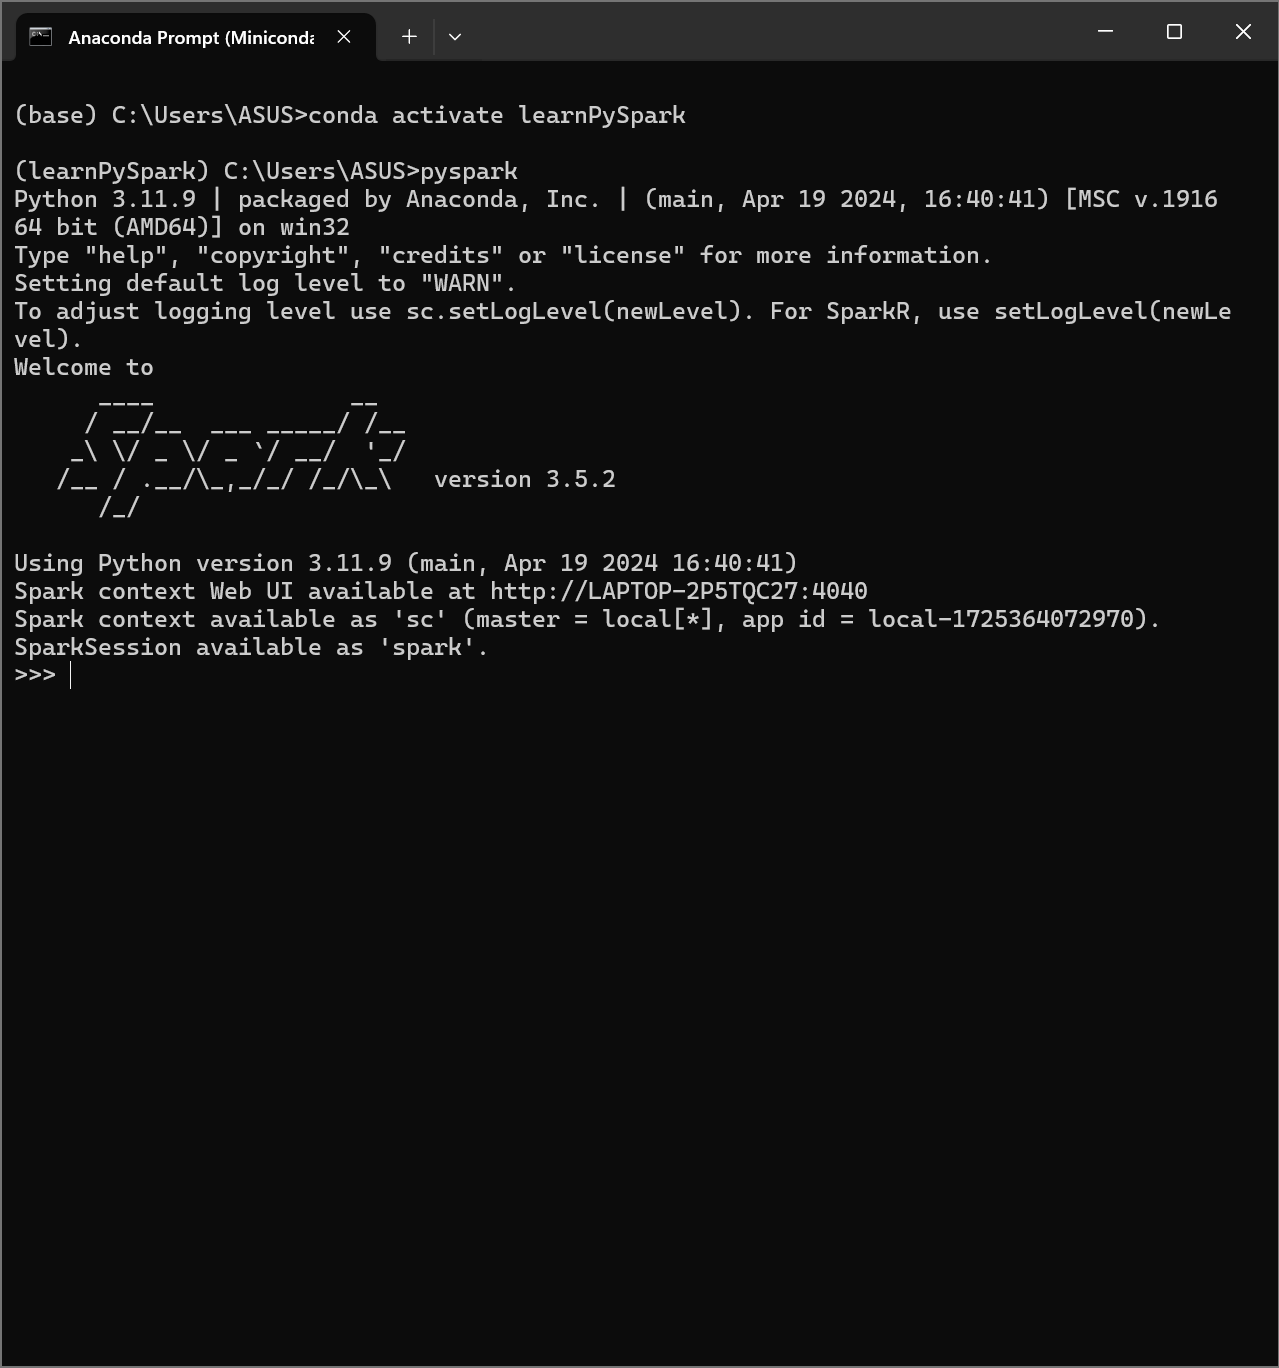 Anaconda Prompt (Miniconda
(base) C:\Users\ASUS>conda activate learnPySpark
(learnPySpark) C:\Users\ASUS>pyspark
Python 3.11.9 | packaged by Anaconda, Inc. | (main, Apr 19 2024, 16:40:41) [MSC v.1916
64 bit (AMD64)] on win32
Type "help", "copyright", "credits" or "license" for more information.
Setting default log level to "WARN".
To adjust logging level use sc.setLogLevel(newLevel). For SparkR, use setLogLevel(newLe
vel).
Welcome to
      ____              __
     / __/__  ___ _____/ /__
    _\ \/ _ \/ _ `/ __/  '_/
   /__ / .__/\_,_/_/ /_/\_\   version 3.5.2
      /_/
Using Python version 3.11.9 (main, Apr 19 2024 16:40:41)
Spark context Web UI available at http://LAPTOP-2P5TQC27:4040
Spark context available as 'sc' (master = local[*], app id = local-1725364072970).
SparkSession available as 'spark'.
>>>